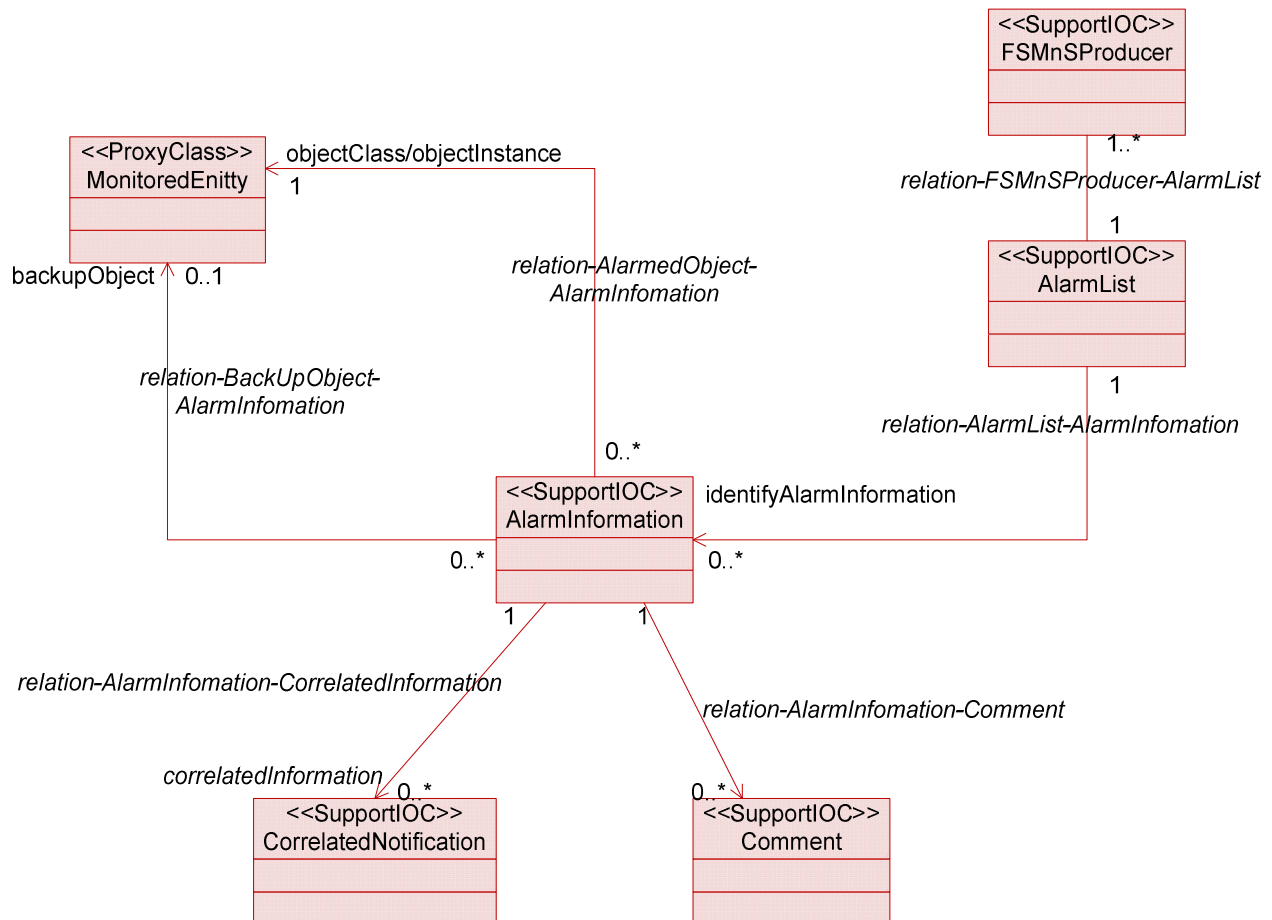 <<SupportIOC>>
FSMnSProducer
1..*
relation-FSMnSProducer-AlarmList
1
<<SupportIOC>>
AlarmList
1
relation-AlarmList-AlarmInfomation
<<ProxyClass>>
MonitoredEnitty
objectClass/objectInstance
1
backupObject
0..1
relation-AlarmedObject-
AlarmInfomation
relation-BackUpObject-
AlarmInfomation
0..*
<<SupportIOC>>
AlarmInformation
identifyAlarmInformation
0..*
0..*
1
1
relation-AlarmInfomation-CorrelatedInformation
relation-AlarmInfomation-Comment
correlatedInformation
0..*
0..*
<<SupportIOC>>
CorrelatedNotification
<<SupportIOC>>
Comment